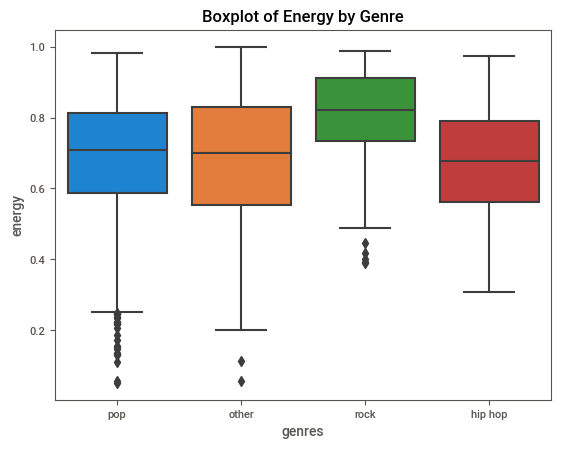 Boxplot of Energy by Genre
1.0
0.8
0.6
0.4
0.2
energy
pop other rock hip hop
genres